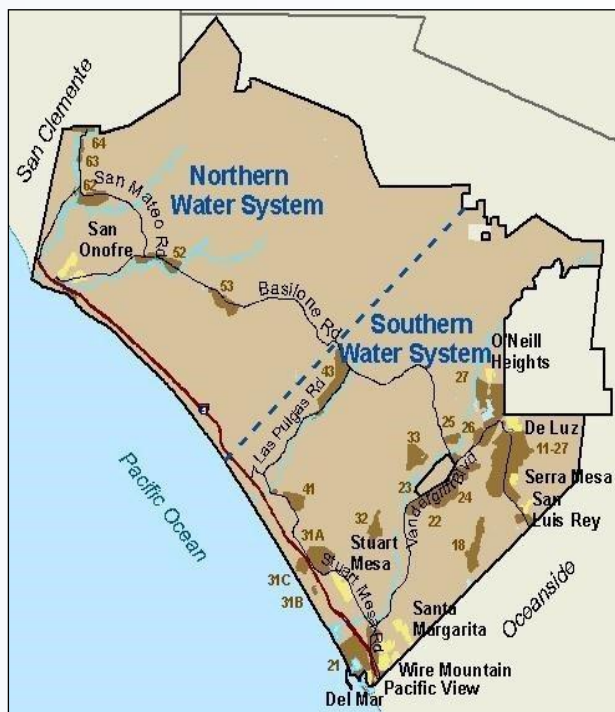 San Clemente
64
63
62
San Mateo Rd
Northern
Water System
San
Onofre
52
53
Basilone Rd
Southern
Water System
O'Neill
Heights
27
43
Las Pulgas Rd
33
25
26
De Luz
11-27
Vandergrift Blvd
23
24
22
Serra Mesa
San
Luis Rey
41
32
Stuart
Mesa
31A
31C
31B
Stuart Mesa Rd
18
Pacific Ocean
Oceanside
Santa
Margarita
21
Wire Mountain
Pacific View
Del Mar